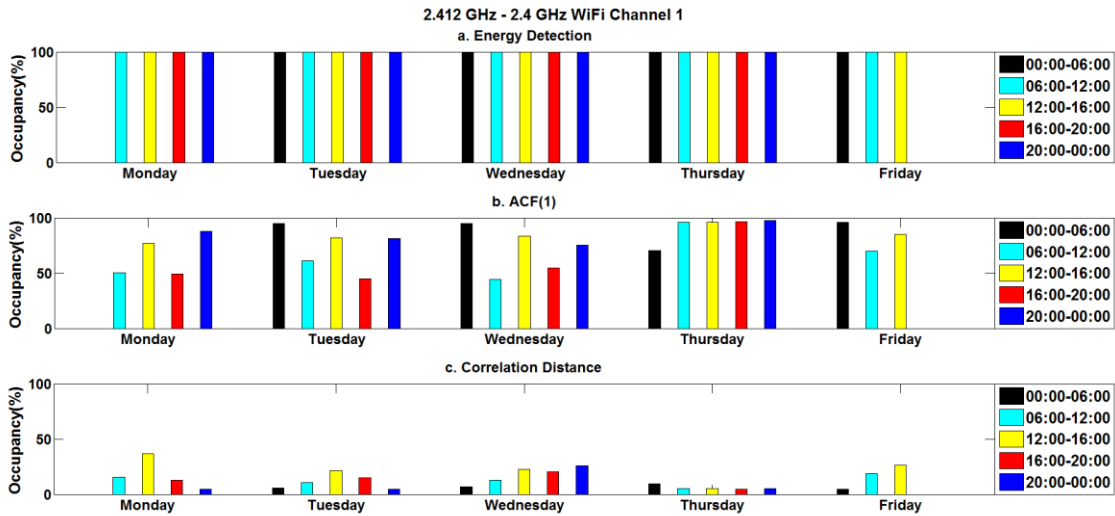 2.412 GHz - 2.4 GHz WiFi Channel 1
a. Energy Detection
Occupancy(%)
100
50
0
Monday
Tuesday
Wednesday
Thursday
Friday
00:00-06:00
06:00-12:00
12:00-16:00
16:00-20:00
20:00-00:00
b. ACF(1)
Occupancy(%)
100
50
0
Monday
Tuesday
Wednesday
Thursday
Friday
00:00-06:00
06:00-12:00
12:00-16:00
16:00-20:00
20:00-00:00
c. Correlation Distance
Occupancy(%)
100
50
0
Monday
Tuesday
Wednesday
Thursday
Friday
00:00-06:00
06:00-12:00
12:00-16:00
16:00-20:00
20:00-00:00